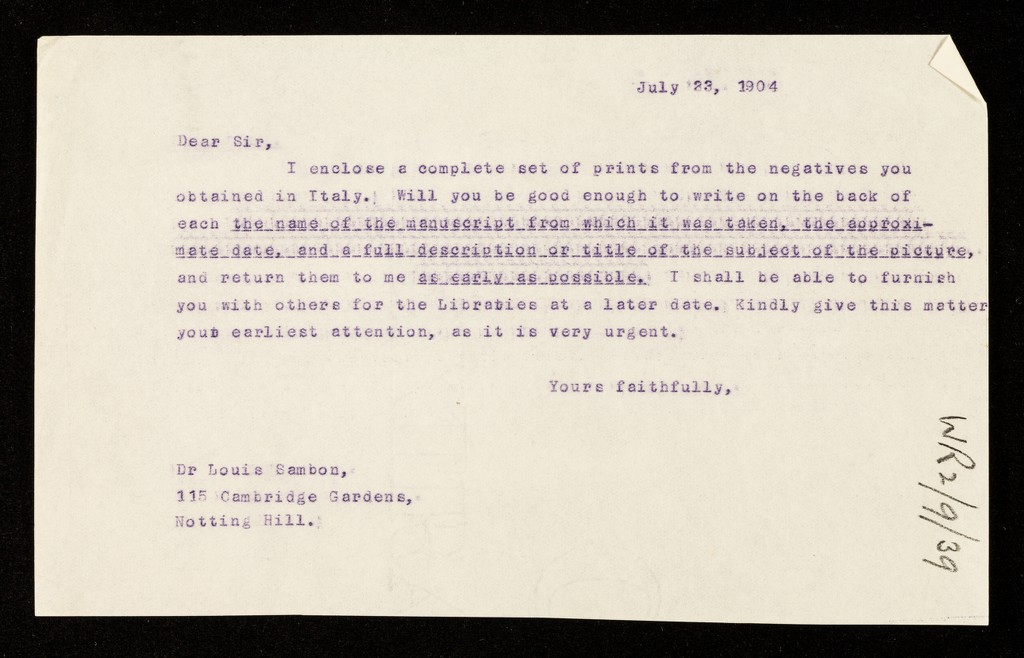 July 23, 1904
Dear Sir,
I enclose a complete set of prints from the negatives you
obtained in Italy. Will you be good enough to write on the back of
each the name of the manuscript from which it was taken, the approxi-
mate date, and a full description or title of the subject of the picture,
and return them to me as early as possible. I shall be able to furnish
you with others for the Libraties at a later date. Kindly give this matter
your earliest attention, as it is very urgent.
Yours faithfully,
Dr Louis Sambon,
115 Cambridge Gardens,
Notting Hill.
WR2/9/39